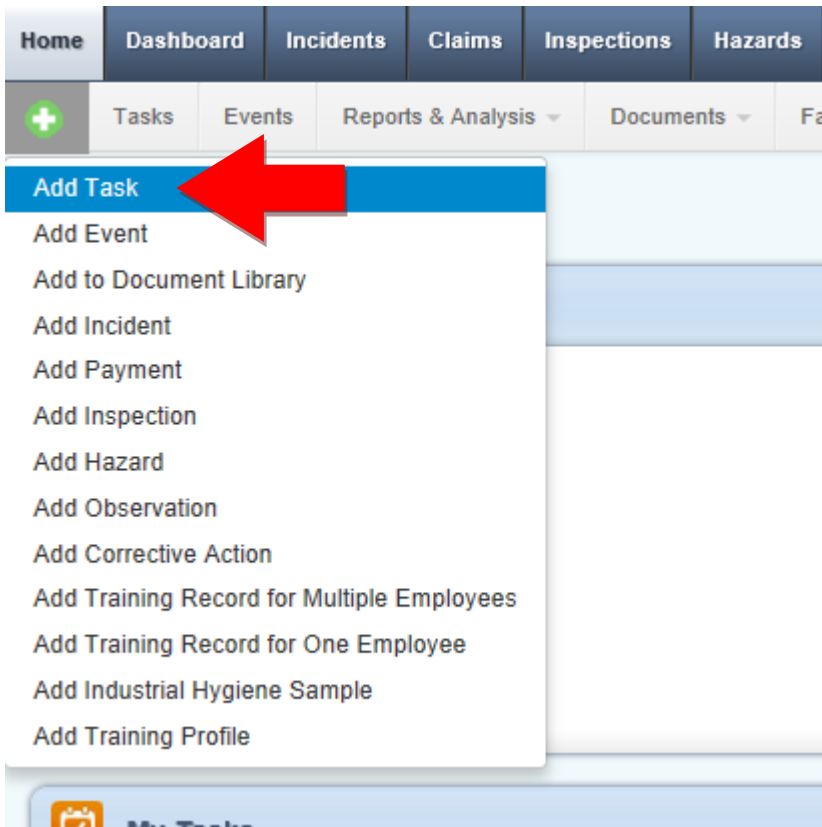 Home Dashboard Incidents Claims Inspections Hazards
Tasks Events Reports & Analysis Documents
Add Task
Add Event
Add to Document Library
Add Incident
Add Payment
Add Inspection
Add Hazard
Add Observation
Add Corrective Action
Add Training Record for Multiple Employees
Add Training Record for One Employee
Add Industrial Hygiene Sample
Add Training Profile
My Tasks